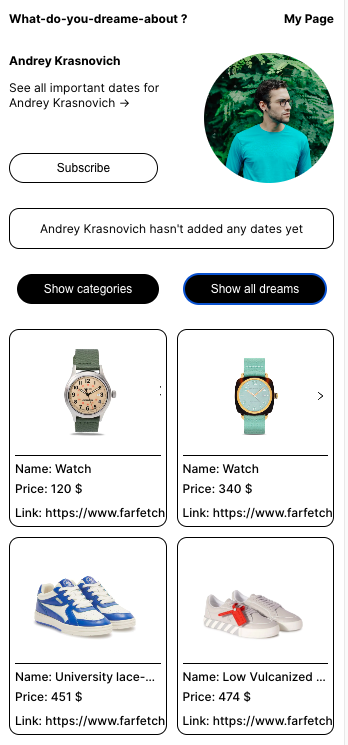 What-do-you-dreame-about ?
My Page
Andrey Krasnovich
See all important dates for
Andrey Krasnovich →
Subscribe
Andrey Krasnovich hasn't added any dates yet
Show categories
Show all dreams
Name: Watch
Price: 120 $
Link: https://www.farfetch
Name: Watch
Price: 340 $
Link: https://www.farfetch
Name: University lace-...
Price: 451 $
Link: https://www.farfetch
Name: Low Vulcanized ...
Price: 474 $
Link: https://www.farfetch